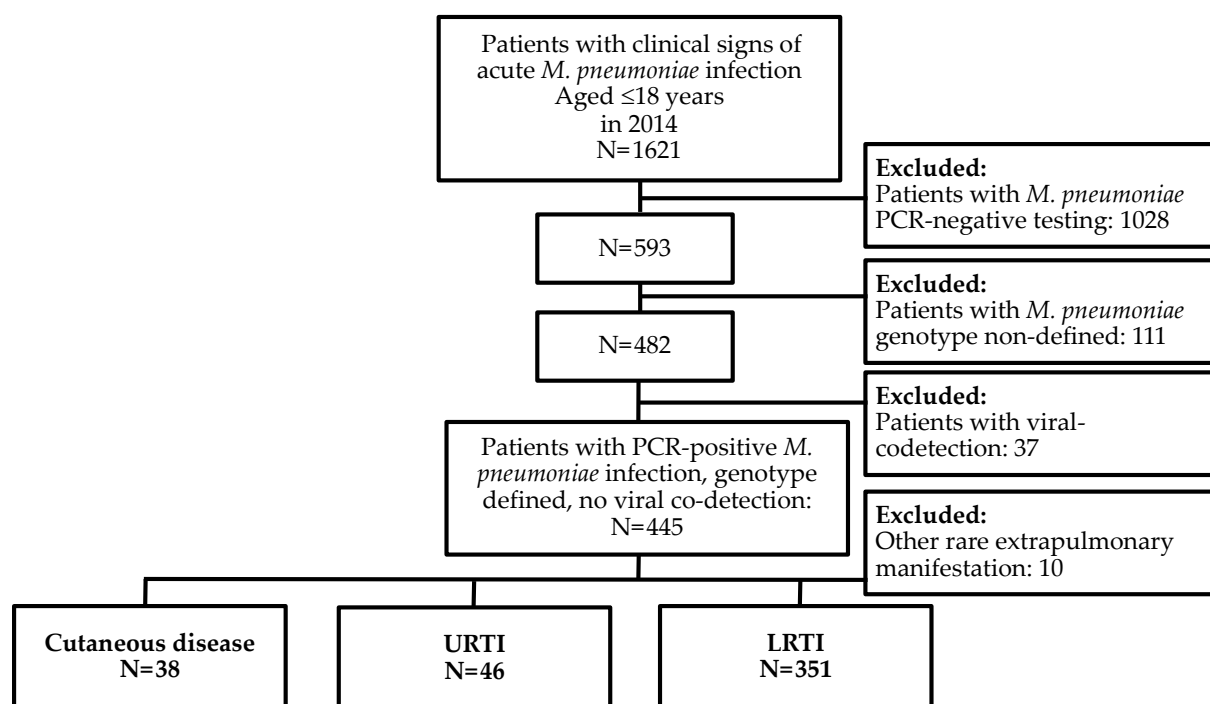 Patients with clinical signs of
acute M. pneumoniae infection
Aged ≤18 years
in 2014
N=1621
Excluded:
Patients with M. pneumoniae
PCR-negative testing: 1028
N=593
Excluded:
Patients with M. pneumoniae
genotype non-defined: 111
N=482
Excluded:
Patients with viral-
codetection: 37
Patients with PCR-positive M.
pneumoniae infection, genotype
defined, no viral co-detection:
N=445
Excluded:
Other rare extrapulmonary
manifestation: 10
Cutaneous disease
N=38
URTI
N=46
LRTI
N=351